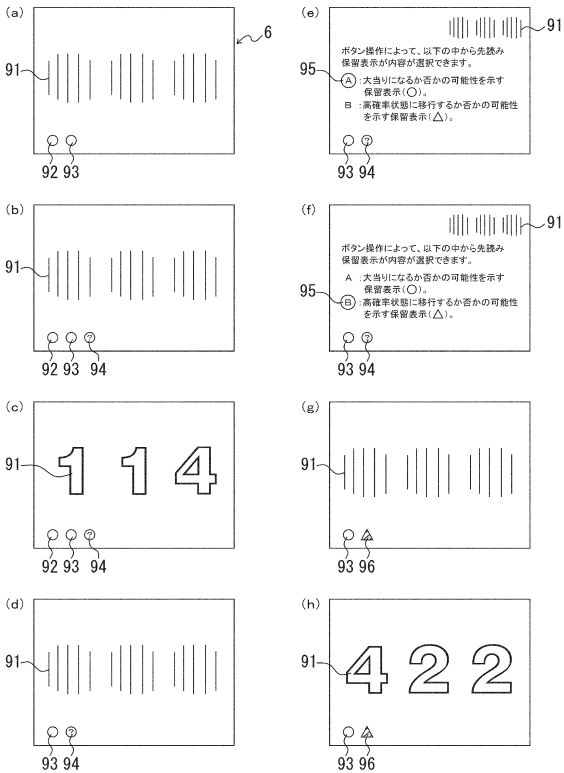 (a)
6
91
92 93
(b)
91
?
92 93 94
(c)
91
1 1 4
?
92 93 94
(d)
91
?
93 94
(e)
91
ボタン操作によって、以下の中から先読み
保留表示が内容が選択できます。
95
A :大当りになるか否かの可能性を示す
保留表示(○)。
B :高確率状態に移行するか否かの可能性
を示す保留表示(△)。
?
93 94
(f)
91
ボタン操作によって、以下の中から先読み
保留表示が内容が選択できます。
A :大当りになるか否かの可能性を示す
保留表示(○)。
95
B :高確率状態に移行するか否かの可能性
を示す保留表示(△)。
?
93 94
(g)
91
93 96
(h)
91
4 2 2
93 96